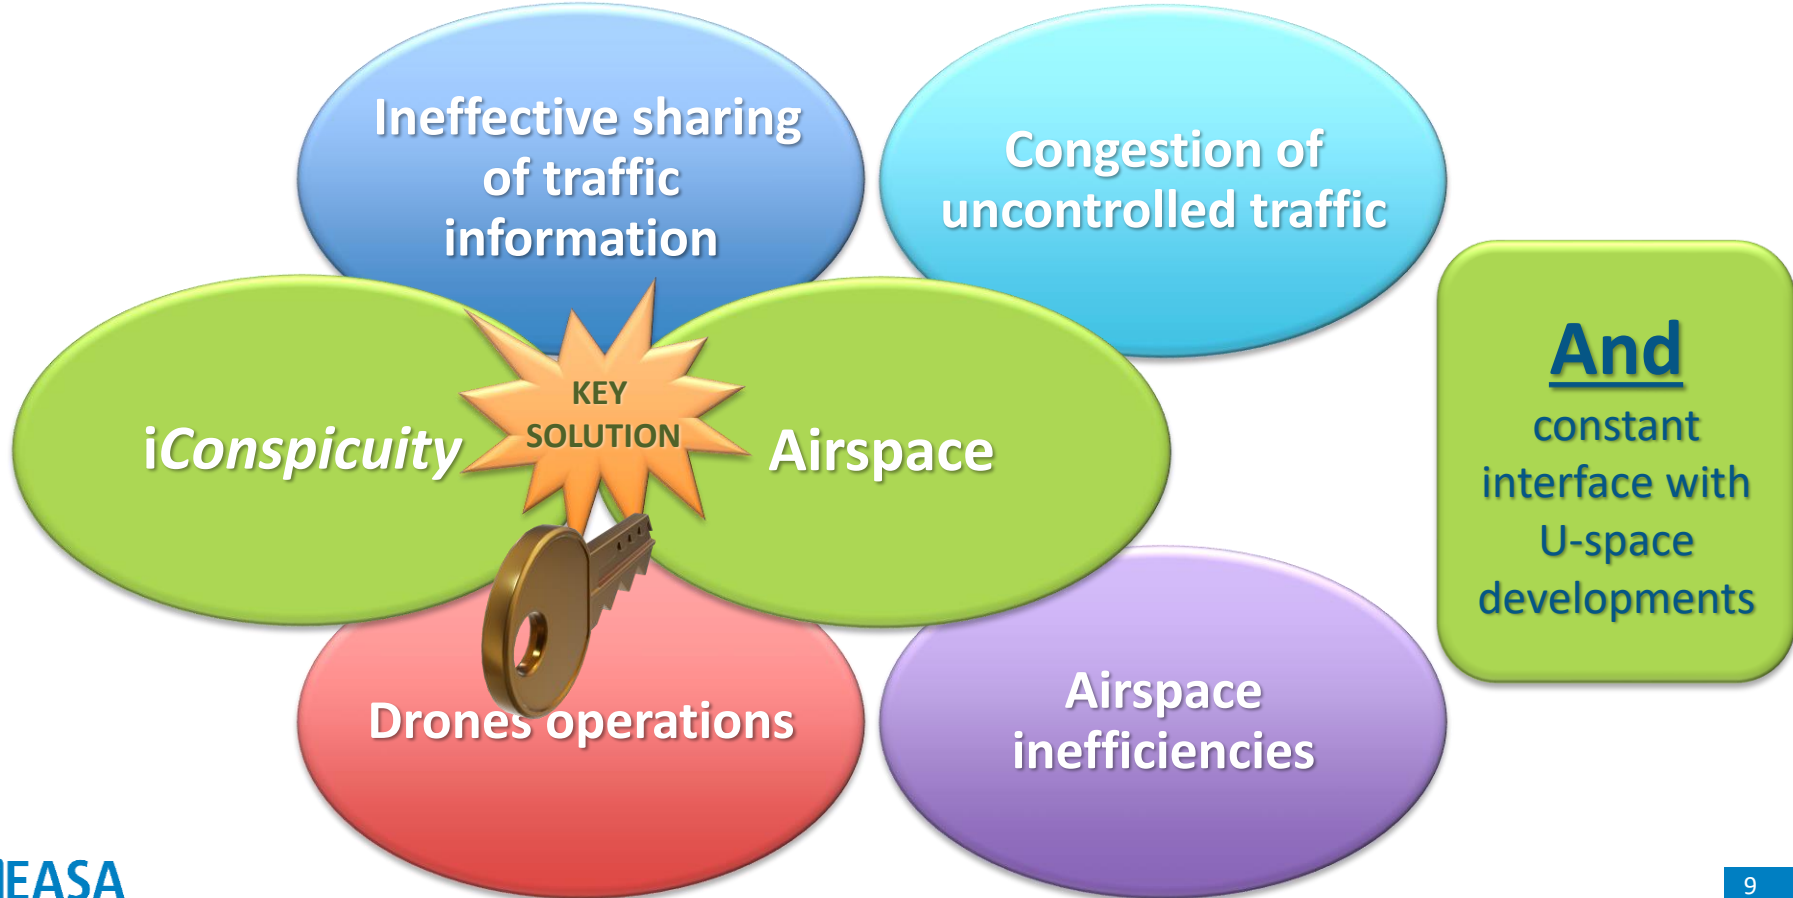 Ineffective sharing
of traffic
information
Congestion of
uncontrolled traffic
iConspicuity
KEY
SOLUTION
Airspace
And
constant
interface with
U-space
developments
Drones operations
Airspace
inefficiencies
EASA
9